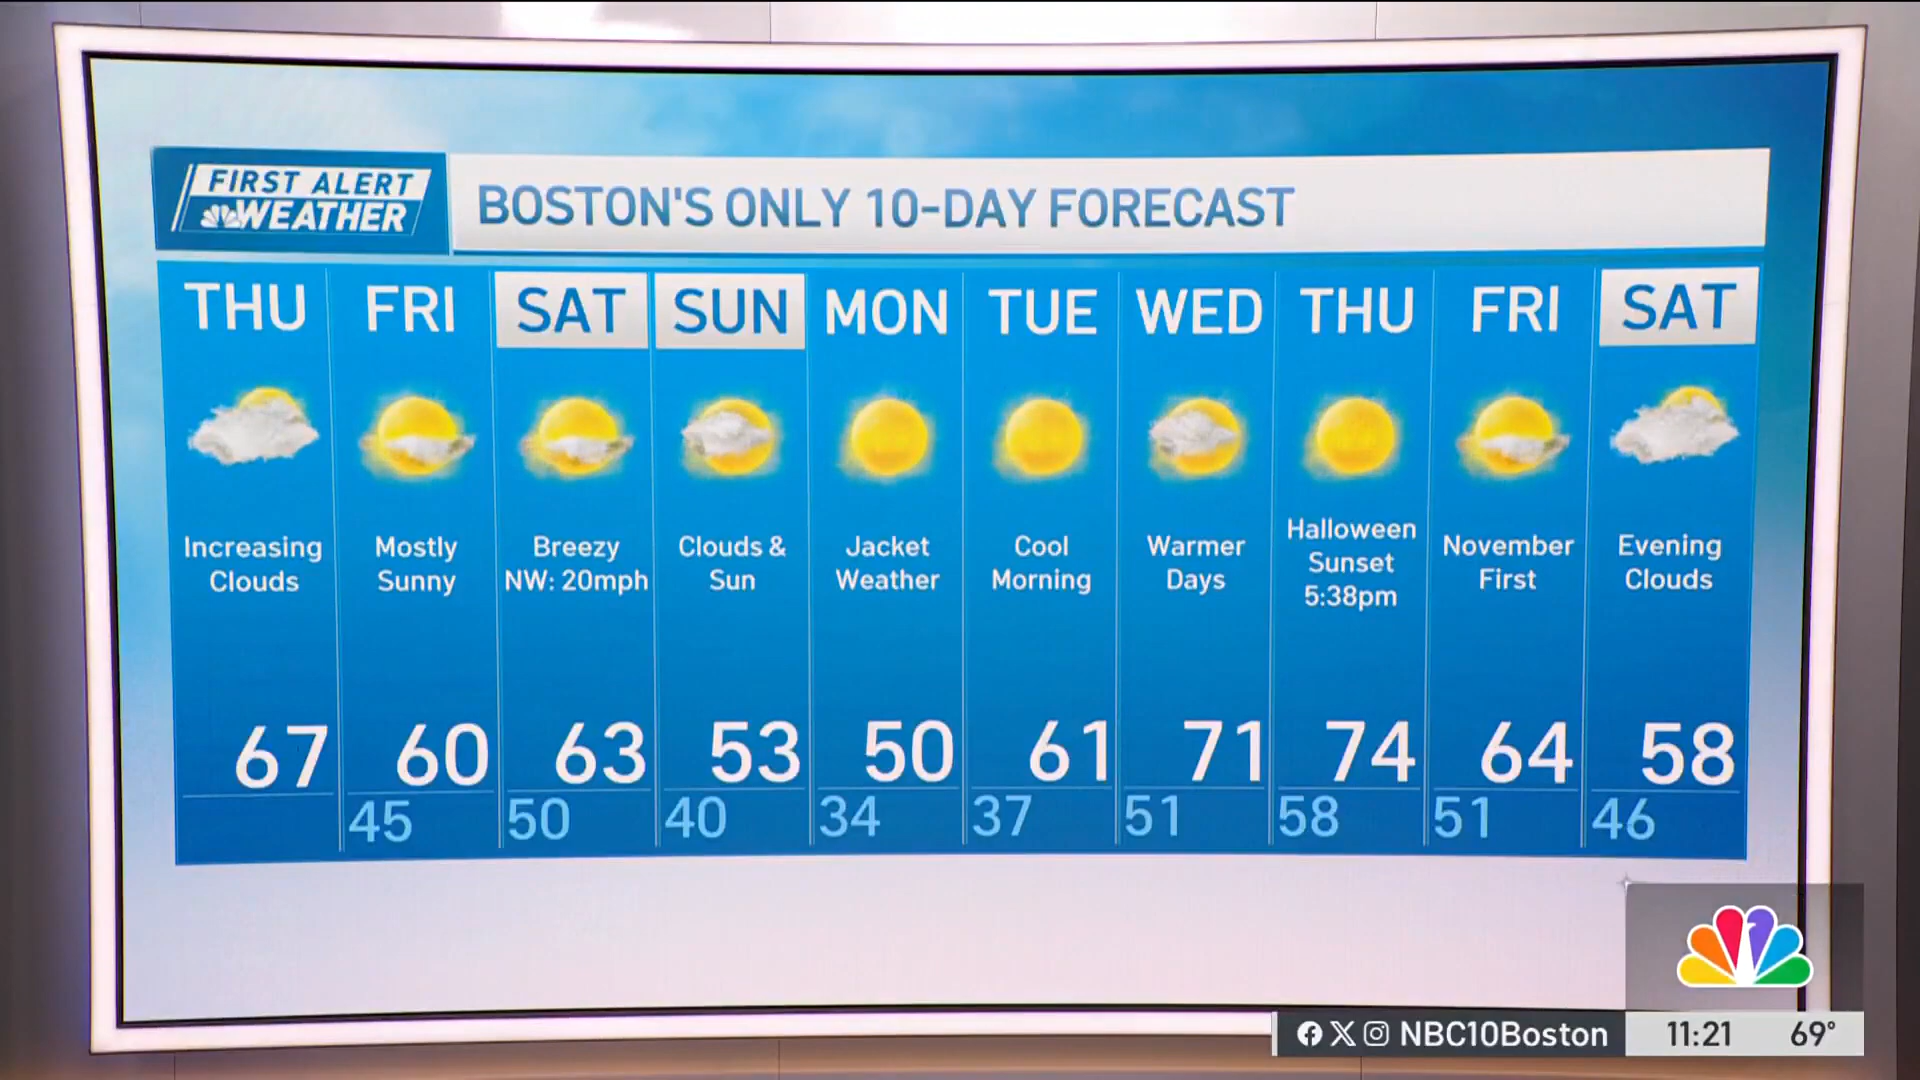 FIRST ALERT
WEATHER
BOSTON'S ONLY 10-DAY FORECAST
THU FRI SAT SUN MON TUE WED THU FRI SAT
Increasing
Clouds
Mostly
Sunny
Breezy
NW: 20mph
Clouds &
Sun
Jacket
Weather
Cool
Morning
Warmer
Days
Halloween
Sunset
5:38pm
November
First
Evening
Clouds
67 60 63 53 50 61 71 74 64 58
45 50 40 34 37 51 58 51 46
NBC10Boston 11:21 69°